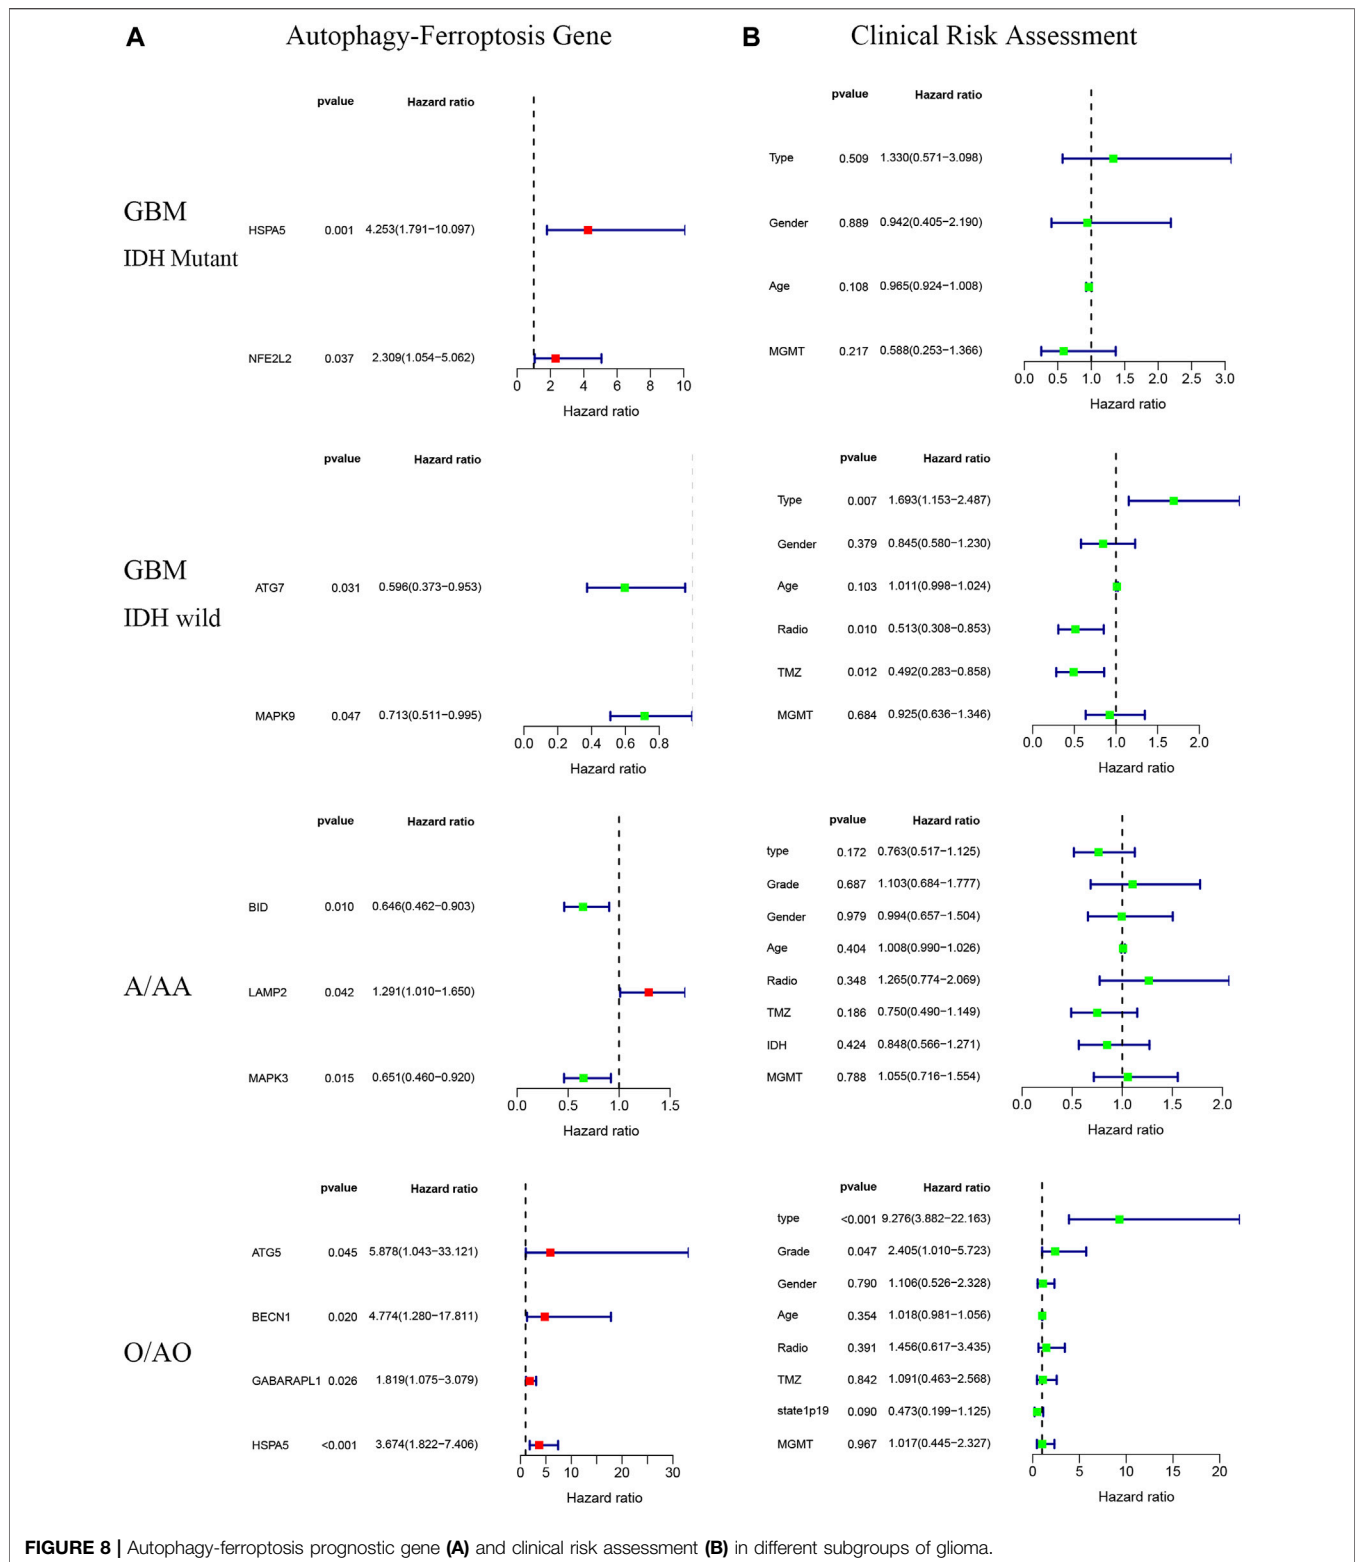 A Autophagy-Ferroptosis Gene
GBM
IDH Mutant
pvalue Hazard ratio
HSPA5 0.001 4.253(1.791−10.097)
NFE2L2 0.037 2.309(1.054−5.062)
0 2 4 6 8 10
Hazard ratio
GBM
IDH wild
pvalue Hazard ratio
ATG7 0.031 0.596(0.373−0.953)
MAPK9 0.047 0.713(0.511−0.995)
0.0 0.2 0.4 0.6 0.8
Hazard ratio
A/AA
pvalue Hazard ratio
BID 0.010 0.646(0.462−0.903)
LAMP2 0.042 1.291(1.010−1.650)
MAPK3 0.015 0.651(0.460−0.920)
0.0 0.5 1.0 1.5
Hazard ratio
O/AO
pvalue Hazard ratio
ATG5 0.045 5.878(1.043−33.121)
BECN1 0.020 4.774(1.280−17.811)
GABARAPL1 0.026 1.819(1.075−3.079)
HSPA5 <0.001 3.674(1.822−7.406)
0 5 10 20 30
Hazard ratio
B Clinical Risk Assessment
pvalue Hazard ratio
Type 0.509 1.330(0.571−3.098)
Gender 0.889 0.942(0.405−2.190)
Age 0.108 0.965(0.924−1.008)
MGMT 0.217 0.588(0.253−1.366)
0.0 0.5 1.0 1.5 2.0 2.5 3.0
Hazard ratio
pvalue Hazard ratio
Type 0.007 1.693(1.153−2.487)
Gender 0.379 0.845(0.580−1.230)
Age 0.103 1.011(0.998−1.024)
Radio 0.010 0.513(0.308−0.853)
TMZ 0.012 0.492(0.283−0.858)
MGMT 0.684 0.925(0.636−1.346)
0.0 0.5 1.0 1.5 2.0
Hazard ratio
pvalue Hazard ratio
type 0.172 0.763(0.517−1.125)
Grade 0.687 1.103(0.684−1.777)
Gender 0.979 0.994(0.657−1.504)
Age 0.404 1.008(0.990−1.026)
Radio 0.348 1.265(0.774−2.069)
TMZ 0.186 0.750(0.490−1.149)
IDH 0.424 0.848(0.566−1.271)
MGMT 0.788 1.055(0.716−1.554)
0.0 0.5 1.0 1.5 2.0
Hazard ratio
pvalue Hazard ratio
type <0.001 9.276(3.882−22.163)
Grade 0.047 2.405(1.010−5.723)
Gender 0.790 1.106(0.526−2.328)
Age 0.354 1.018(0.981−1.056)
Radio 0.391 1.456(0.617−3.435)
TMZ 0.842 1.091(0.463−2.568)
state1p19 0.090 0.473(0.199−1.125)
MGMT 0.967 1.017(0.445−2.327)
0 5 10 15 20
Hazard ratio
FIGURE 8 | Autophagy-ferroptosis prognostic gene (A) and clinical risk assessment (B) in different subgroups of glioma.